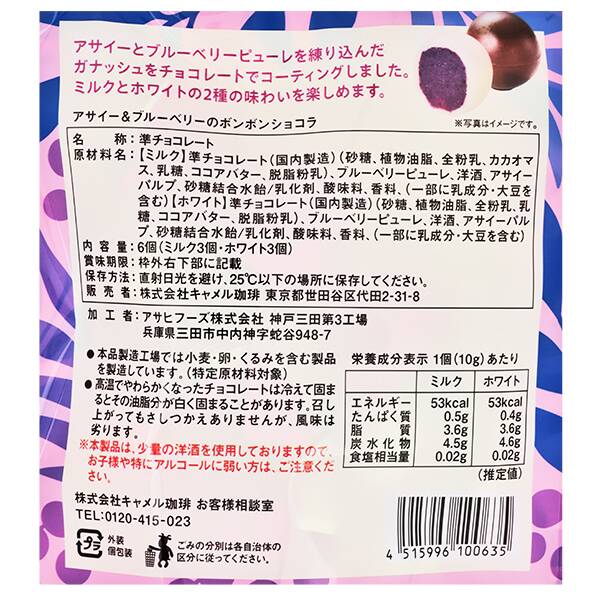 アサイーとブルーベリーピューレを練り込んだ
ガナッシュをチョコレートでコーティングしました。
ミルクとホワイトの2種の味わいを楽しめます。
※写真はイメージです。
アサイー&ブルーベリーのボンボンショコラ
名 称:準チョコレート
原材料名:【ミルク】準チョコレート(国内製造)(砂糖、植物油脂、全粉乳、カカオマ
ス、乳糖、ココアバター、脱脂粉乳)、ブルーベリーピューレ、洋酒、アサイー
パルプ、砂糖結合水飴/乳化剤、酸味料、香料、(一部に乳成分・大豆を
含む)【ホワイト】準チョコレート(国内製造)(砂糖、植物油脂、全粉乳、乳
糖、ココアバター、脱脂粉乳)、ブルーベリーピューレ、洋酒、アサイーパル
プ、砂糖結合水飴/乳化剤、酸味料、香料、(一部に乳成分・大豆を含む)
内 容 量:6個(ミルク3個・ホワイト3個)
賞味期限:枠外右下部に記載
保存方法:直射日光を避け、25℃以下の場所に保存してください。
販 売 者:株式会社キャメル珈琲 東京都世田谷区代田2-31-8
加 工 者:アサヒフーズ株式会社 神戸三田第3工場
兵庫県三田市中内神字蛇谷948-7
●本品製造工場では小麦・卵・くるみを含む製品
を製造しています。(特定原材料対象)
●高温でやわらかくなったチョコレートは冷えて固ま
るとその油脂分が白く固まることがあります。召し
上がってもさしつかえありませんが、風味は
劣ります。
※本製品は、少量の洋酒を使用しておりますので、
お子様や特にアルコールに弱い方は、ご注意くだ
さい。
栄養成分表示 1個(10g)あたり
ミルク ホワイト
エネルギー 53kcal 53kcal
たんぱく質 0.5g 0.4g
脂質 3.6g 3.6g
炭水化物 4.5g 4.6g
食塩相当量 0.02g 0.02g
(推定値)
株式会社キャメル珈琲 お客様相談室
TEL:0120-415-023
プラ
外装
個包装
ごみの分別は各自治体の
区分に従ってください。
4 515996 100635